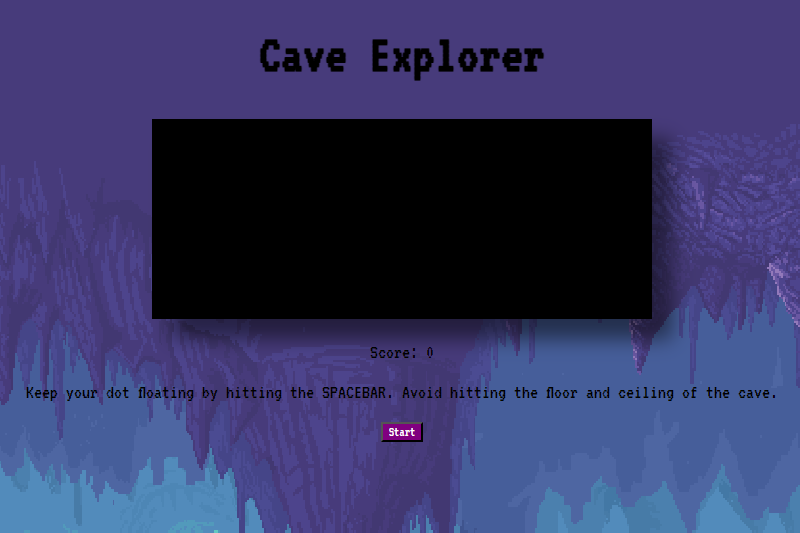 Cave Explorer
Score: 0
Keep your dot floating by hitting the SPACEBAR. Avoid hitting the floor and ceiling of the cave.
Start